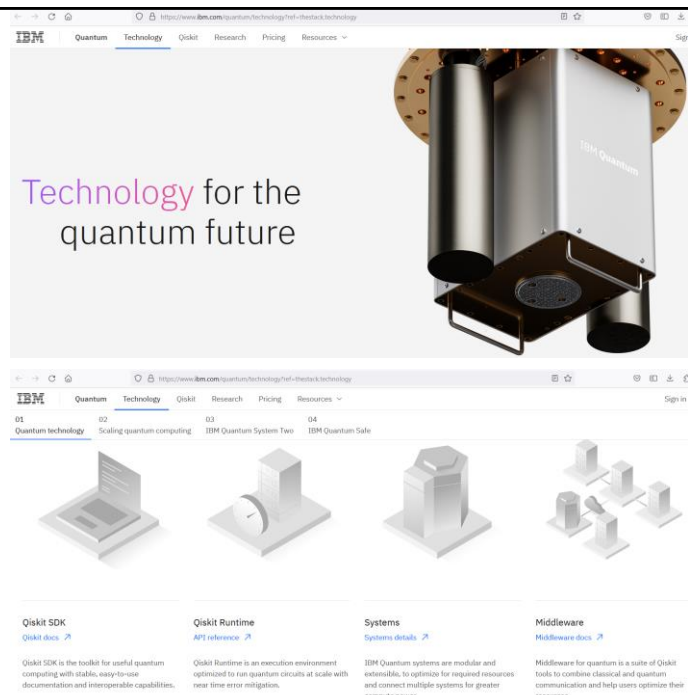 https://www.ibm.com/quantum/technology?ref=thestack.technology
IBM Quantum Technology Qiskit Research Pricing Resources Sign
IBM Quantum
Technology for the
quantum future
https://www.ibm.com/quantum/technology?ref=thestack.technology
IBM Quantum Technology Qiskit Research Pricing Resources Sign in
01 02 03 04
Quantum technology Scaling quantum computing IBM Quantum System Two IBM Quantum Safe
Qiskit SDK
Qiskit docs ↗
Qiskit SDK is the toolkit for useful quantum
computing with stable, easy-to-use
documentation and interoperable capabilities.
Qiskit Runtime
API reference ↗
Qiskit Runtime is an execution environment
optimized to run quantum circuits at scale with
near time error mitigation.
Systems
Systems details ↗
IBM Quantum systems are modular and
extensible, to optimize for required resources
and connect multiple systems for greater
Middleware
Middleware docs ↗
Middleware for quantum is a suite of Qiskit
tools to combine classical and quantum
communication and help users optimize their